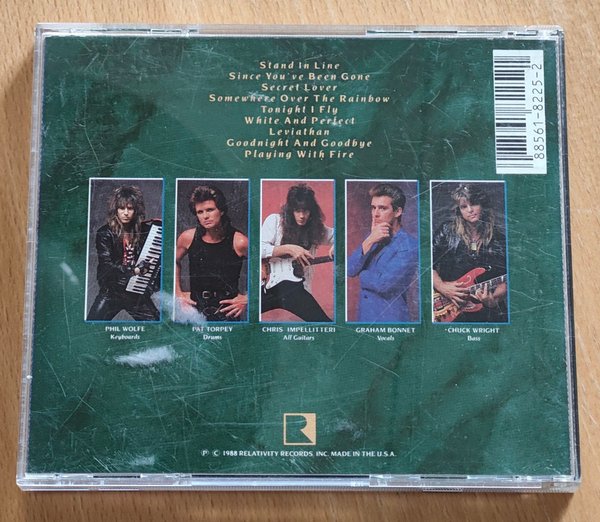 Stand In Line
Since You've Been Gone
Secret Lover
Somewhere Over The Rainbow
Tonight I Fly
White And Perfect
Leviathan
Goodnight And Goodbye
Playing With Fire
88561-8225-2
PHIL WOLFE
Keyboards
PAT TORPEY
Drums
CHRIS IMPELLITTERI
All Guitars
GRAHAM BONNET
Vocals
CHUCK WRIGHT
Bass
R
P C 1988 RELATIVITY RECORDS, INC. MADE IN THE U.S.A.